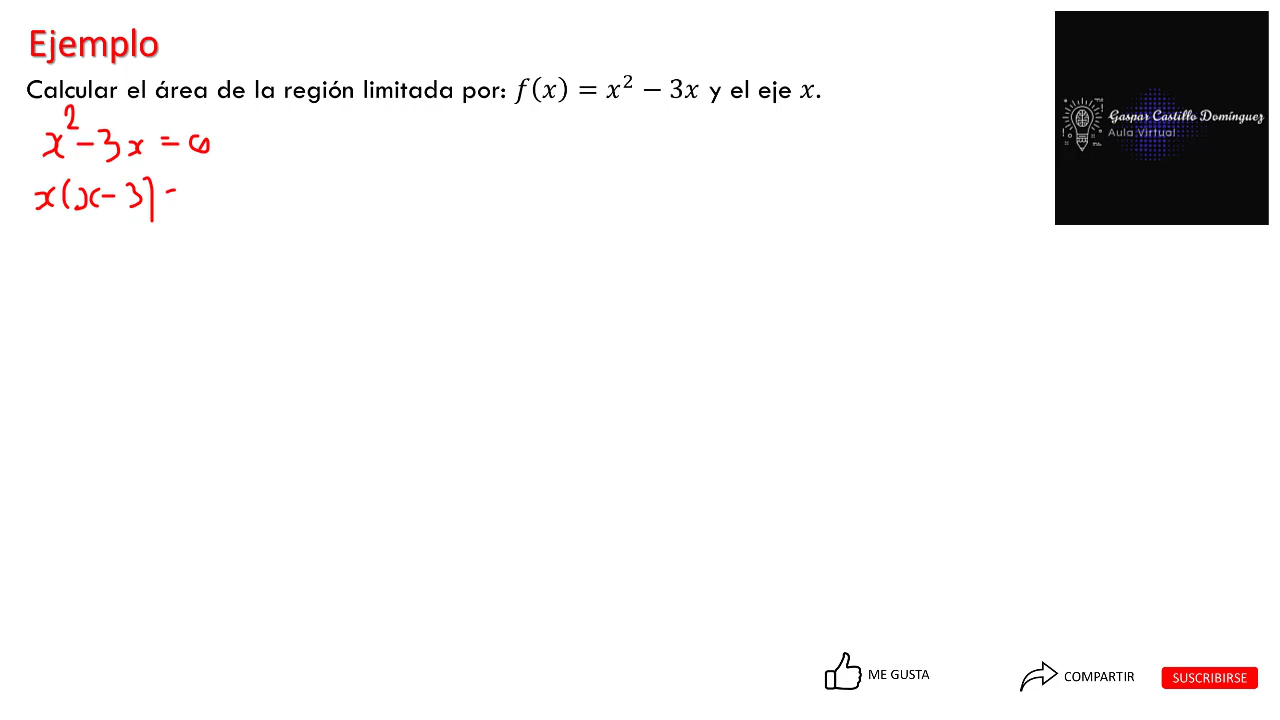 Ejemplo
Calcular el área de la región limitada por: f(x) = x² − 3x y el eje x.
x² − 3x = 0
x(x − 3) =
Gaspar Castillo Domínguez
Aula Virtual
ME GUSTA
COMPARTIR
SUSCRIBIRSE